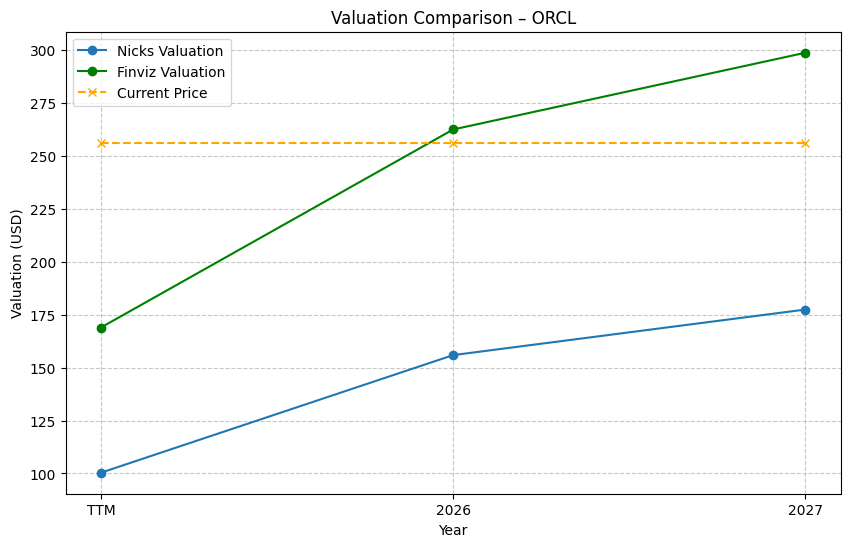 Valuation Comparison – ORCL
Nicks Valuation
Finviz Valuation
Current Price
Valuation (USD)
300
275
250
225
200
175
150
125
100
TTM
2026
2027
Year